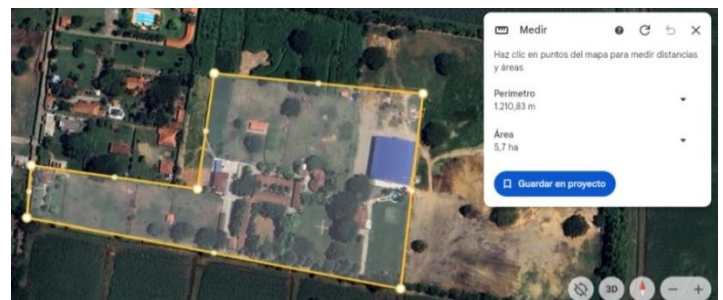 Medir
Haz clic en puntos del mapa para medir distancias
y áreas
Perímetro
1.210,83 m
Área
5,7 ha
Guardar en proyecto
3D